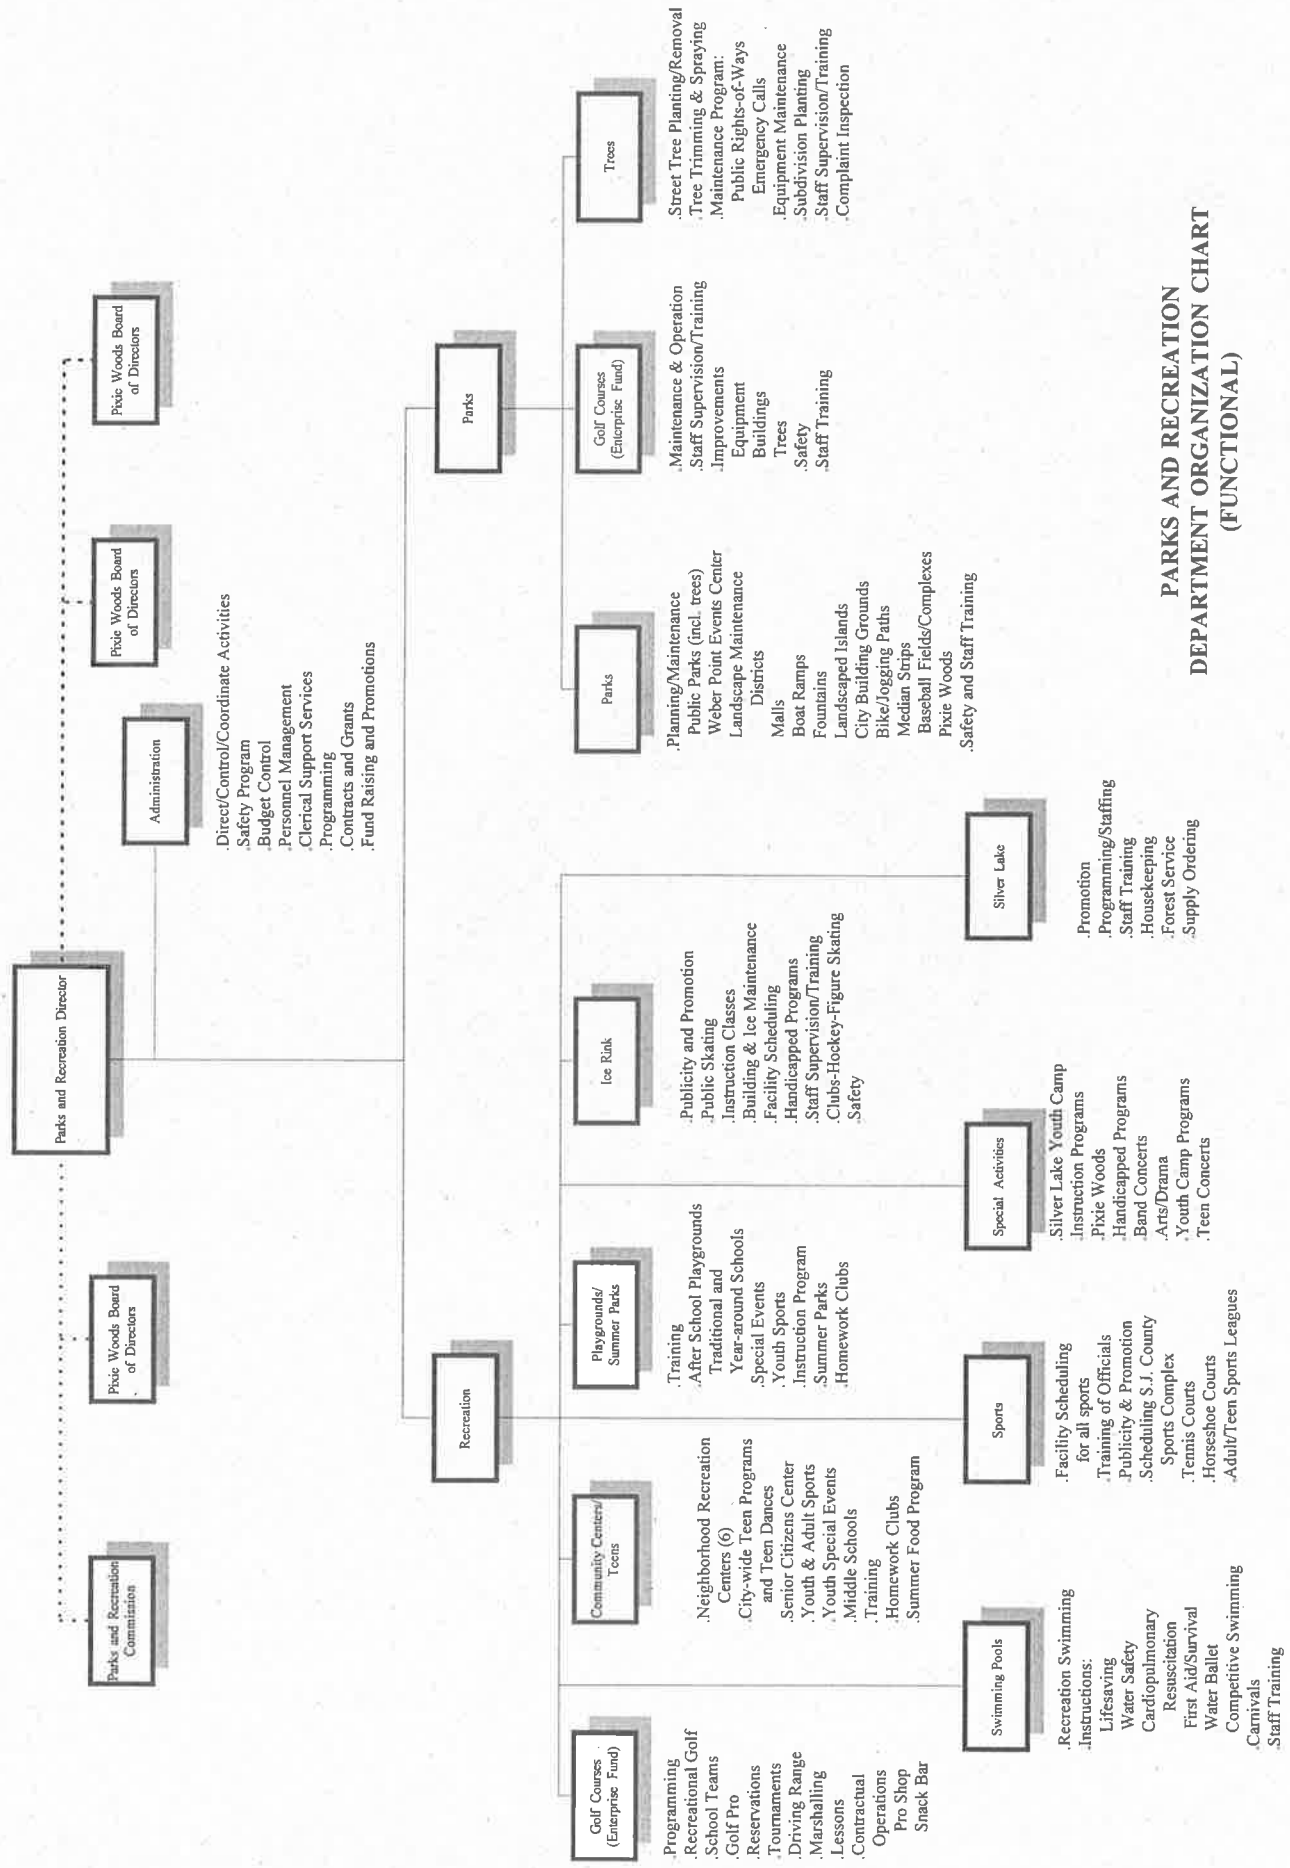 Parks and Recreation Director
Parks and Recreation
Commission
Pixie Woods Board
of Directors
Pixie Woods Board
of Directors
Pixie Woods Board
of Directors
Administration
.Direct/Control/Coordinate Activities
.Safety Program
.Budget Control
.Personnel Management
.Clerical Support Services
.Programming
.Contracts and Grants
.Fund Raising and Promotions
Recreation
Parks
Golf Courses
(Enterprise Fund)
.Programming
.Recreational Golf
.School Teams
.Golf Pro
.Reservations
.Tournaments
.Driving Range
.Marshalling
.Lessons
.Contractual
Operations
Pro Shop
Snack Bar
Community Centers/
Teens
.Neighborhood Recreation
Centers (6)
.City-wide Teen Programs
and Teen Dances
.Senior Citizens Center
.Youth & Adult Sports
.Youth Special Events
.Middle Schools
.Training
.Homework Clubs
.Summer Food Program
Playgrounds/
Summer Parks
.Training
.After School Playgrounds
Traditional and
Year-around Schools
.Special Events
.Youth Sports
.Instruction Program
.Summer Parks
.Homework Clubs
Ice Rink
.Publicity and Promotion
.Public Skating
.Instruction Classes
.Building & Ice Maintenance
.Facility Scheduling
.Handicapped Programs
.Staff Supervision/Training
.Clubs-Hockey-Figure Skating
.Safety
Parks
.Planning/Maintenance
Public Parks (incl. trees)
Weber Point Events Center
Landscape Maintenance
Districts
Malls
Boat Ramps
Fountains
Landscaped Islands
City Building Grounds
Bike/Jogging Paths
Median Strips
Baseball Fields/Complexes
Pixie Woods
.Safety and Staff Training
Golf Courses
(Enterprise Fund)
.Maintenance & Operation
.Staff Supervision/Training
.Improvements
Equipment
Buildings
Trees
.Safety
.Staff Training
Trees
.Street Tree Planting/Removal
.Tree Trimming & Spraying
.Maintenance Program:
Public Rights-of-Ways
Emergency Calls
.Equipment Maintenance
.Subdivision Planting
.Staff Supervision/Training
.Complaint Inspection
Swimming Pools
.Recreation Swimming
.Instructions:
Lifesaving
Water Safety
Cardiopulmonary
Resuscitation
First Aid/Survival
Water Ballet
Competitive Swimming
.Carnivals
.Staff Training
Sports
.Facility Scheduling
for all sports
.Training of Officials
.Publicity & Promotion
.Scheduling S.J. County
Sports Complex
.Tennis Courts
.Horseshoe Courts
.Adult/Teen Sports Leagues
Special Activities
.Silver Lake Youth Camp
.Instruction Programs
.Pixie Woods
.Handicapped Programs
.Band Concerts
.Arts/Drama
.Youth Camp Programs
.Teen Concerts
Silver Lake
.Promotion
.Programming/Staffing
.Staff Training
.Housekeeping
.Forest Service
.Supply Ordering
PARKS AND RECREATION
DEPARTMENT ORGANIZATION CHART
(FUNCTIONAL)